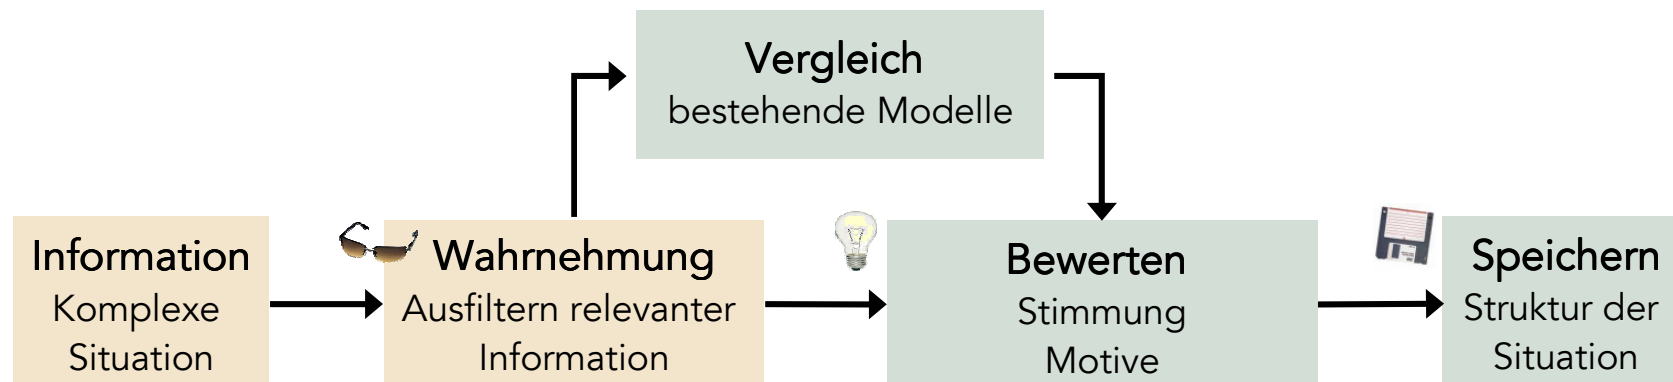 Vergleich
bestehende Modelle
Information
Komplexe
Situation
Wahrnehmung
Ausfiltern relevanter
Information
Bewerten
Stimmung
Motive
Speichern
Struktur der
Situation